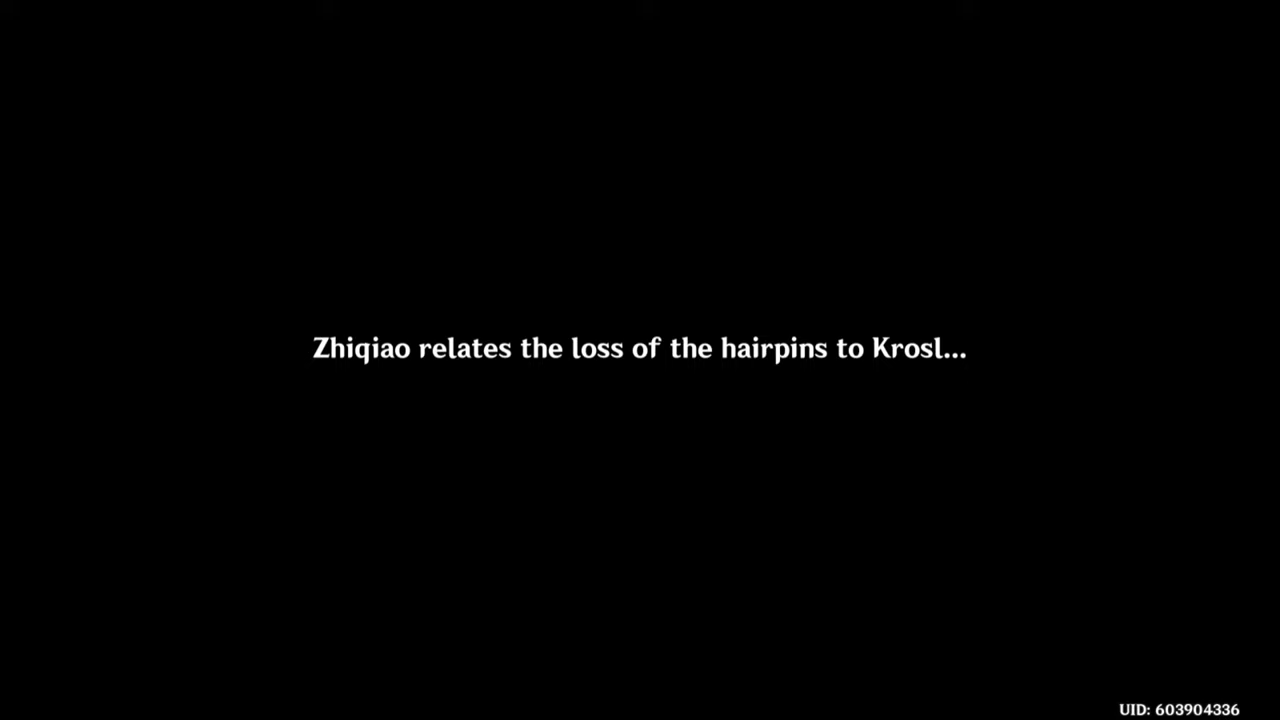 Zhiqiao relates the loss of the hairpins to Krosl...
UID: 603904336